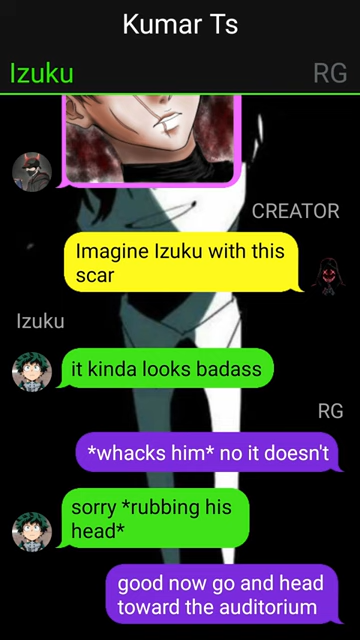 Kumar Ts
Izuku RG
CREATOR
Imagine Izuku with this
scar
Izuku
it kinda looks badass
RG
*whacks him* no it doesn't
sorry *rubbing his
head*
good now go and head
toward the auditorium